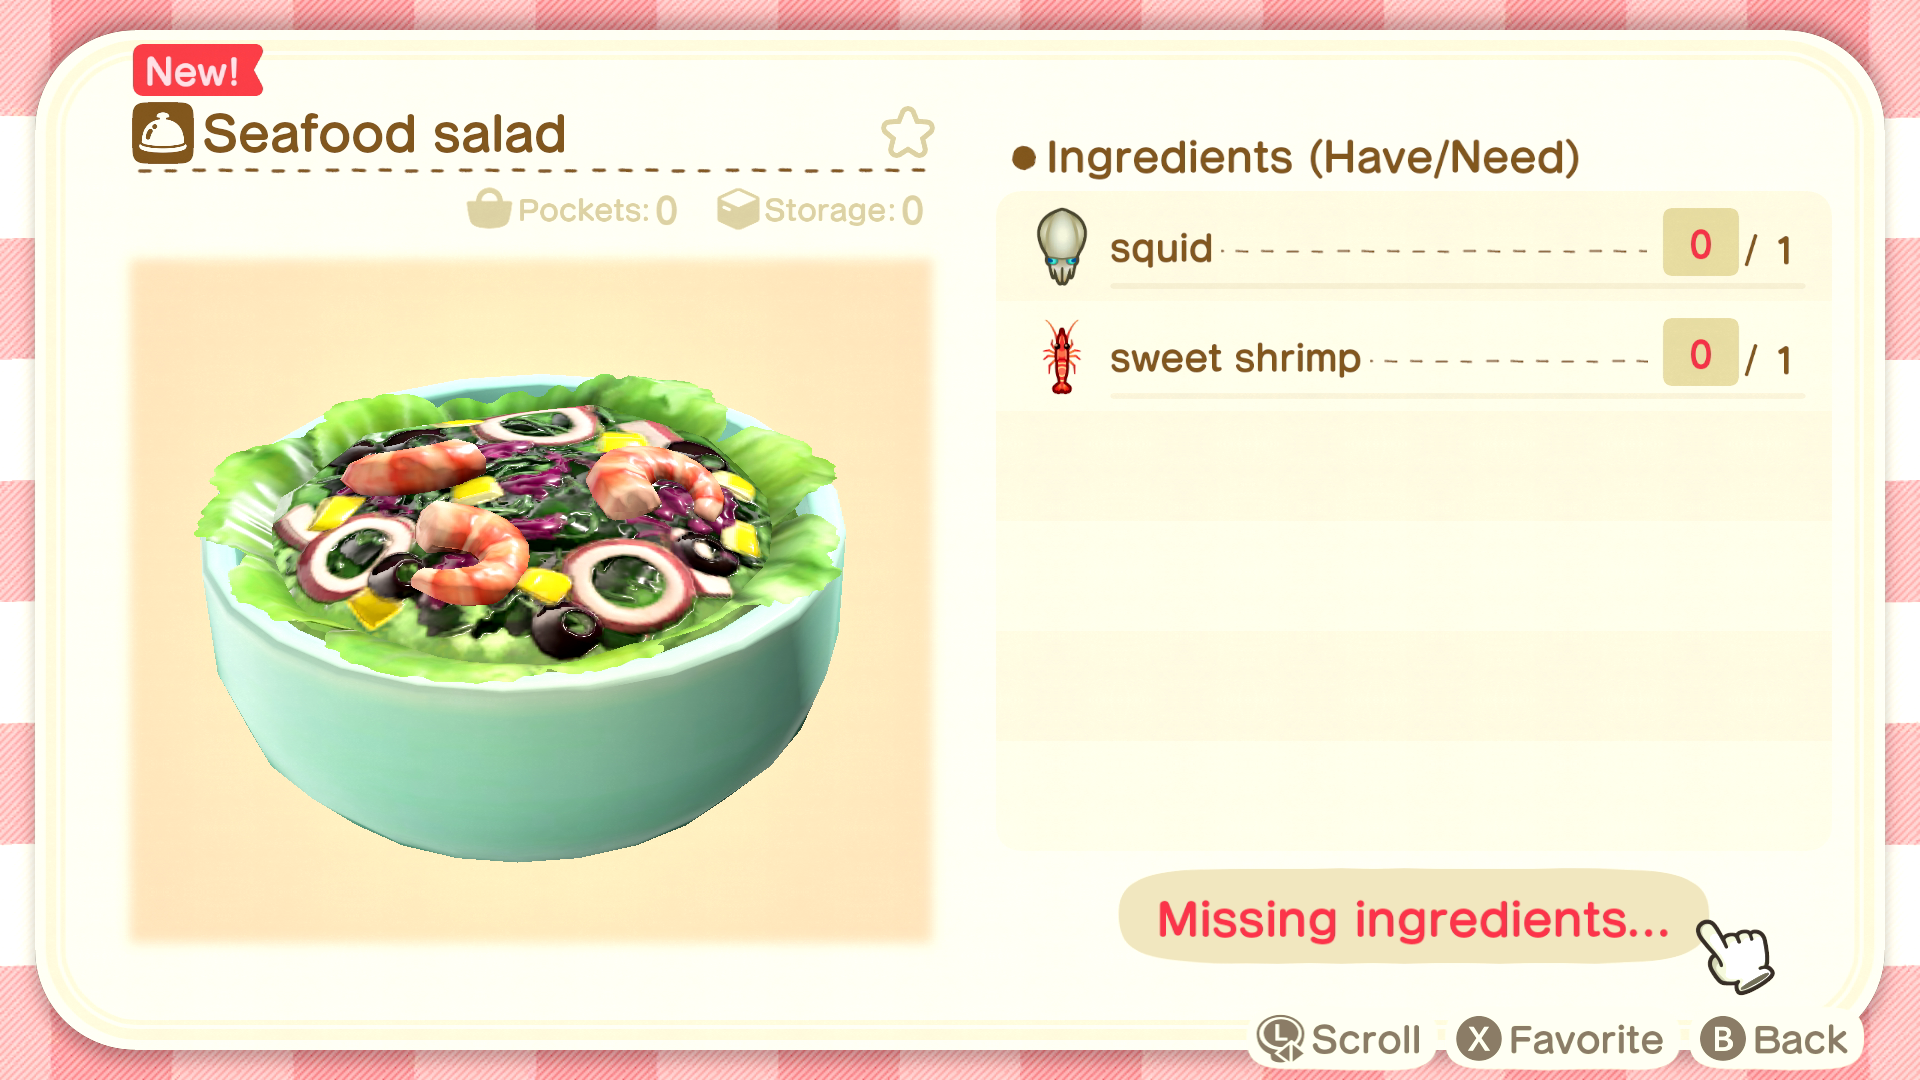 New!
Seafood salad
Pockets: 0 Storage: 0
Ingredients (Have/Need)
squid 0 / 1
sweet shrimp 0 / 1
Missing ingredients...
L Scroll X Favorite B Back